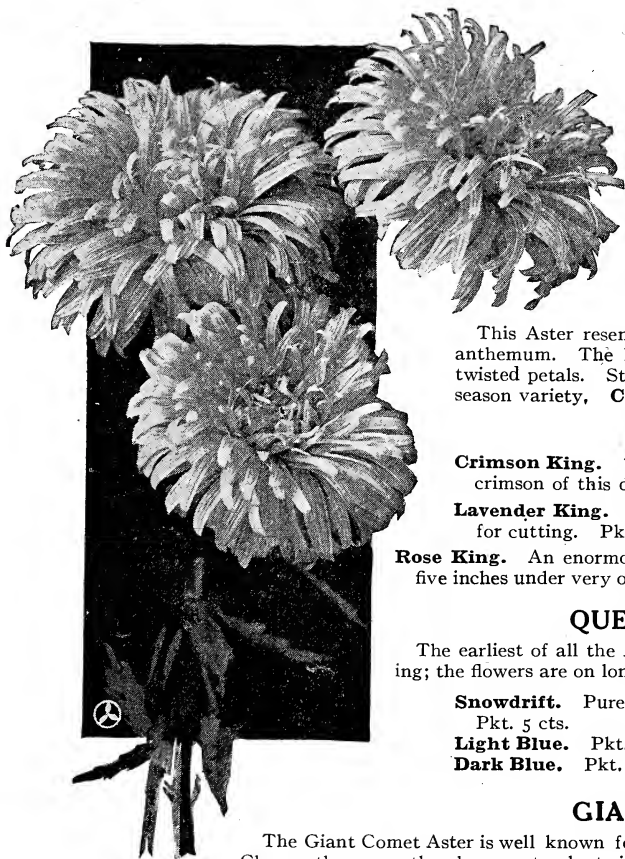 This Aster resen
anthemum. The
twisted petals. St
season variety, C
Crimson King.
crimson of this d
Lavender King.
for cutting. Pk
Rose King. An enormo
five inches under very o
QUE
The earliest of all the
ing; the flowers are on lon
Snowdrift. Pure
Pkt. 5 cts.
Light Blue. Pkt.
Dark Blue. Pkt.
GIA
The Giant Comet Aster is well known fo